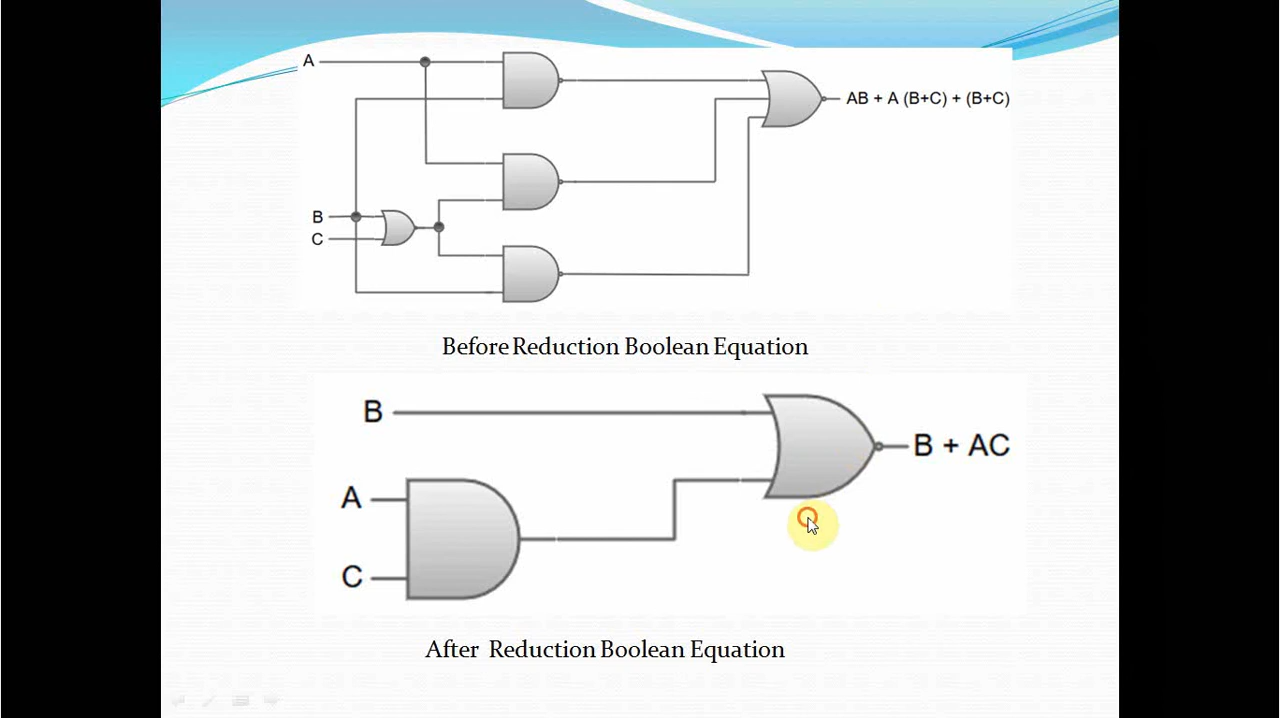 A
AB + A (B+C) + (B+C)
B
C
Before Reduction Boolean Equation
B
B + AC
A
C
After Reduction Boolean Equation